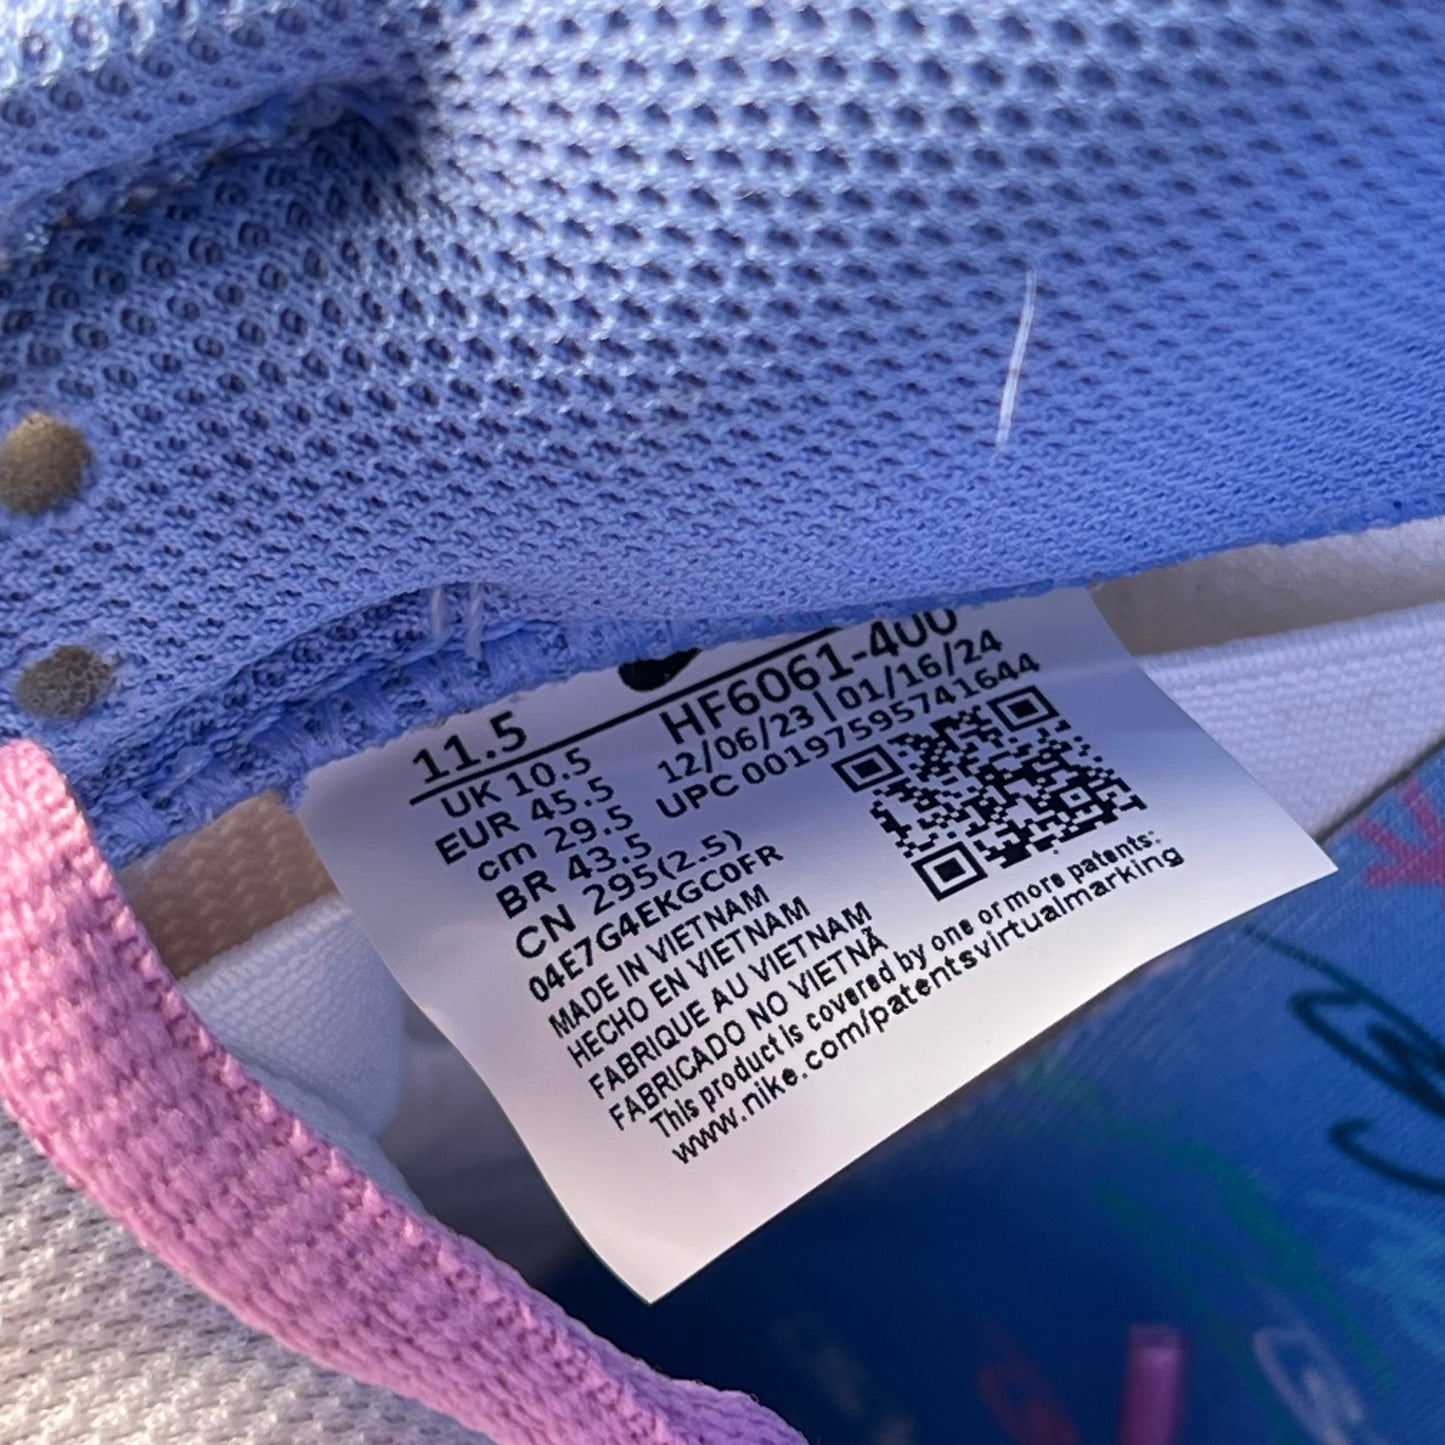 11.5
UK 10.5
EUR 45.5
cm 29.5
BR 43.5
CN 295(2.5)
HF6061-400
12/06/23|01/16/24
UPC 00197595741644
04E7G4EKGC0FR
MADE IN VIETNAM
HECHO EN VIETNAM
FABRIQUE AU VIETNAM
FABRICADO NO VIETNÃ
This product is covered by one or more patents:
www.nike.com/patentsvirtualmarking